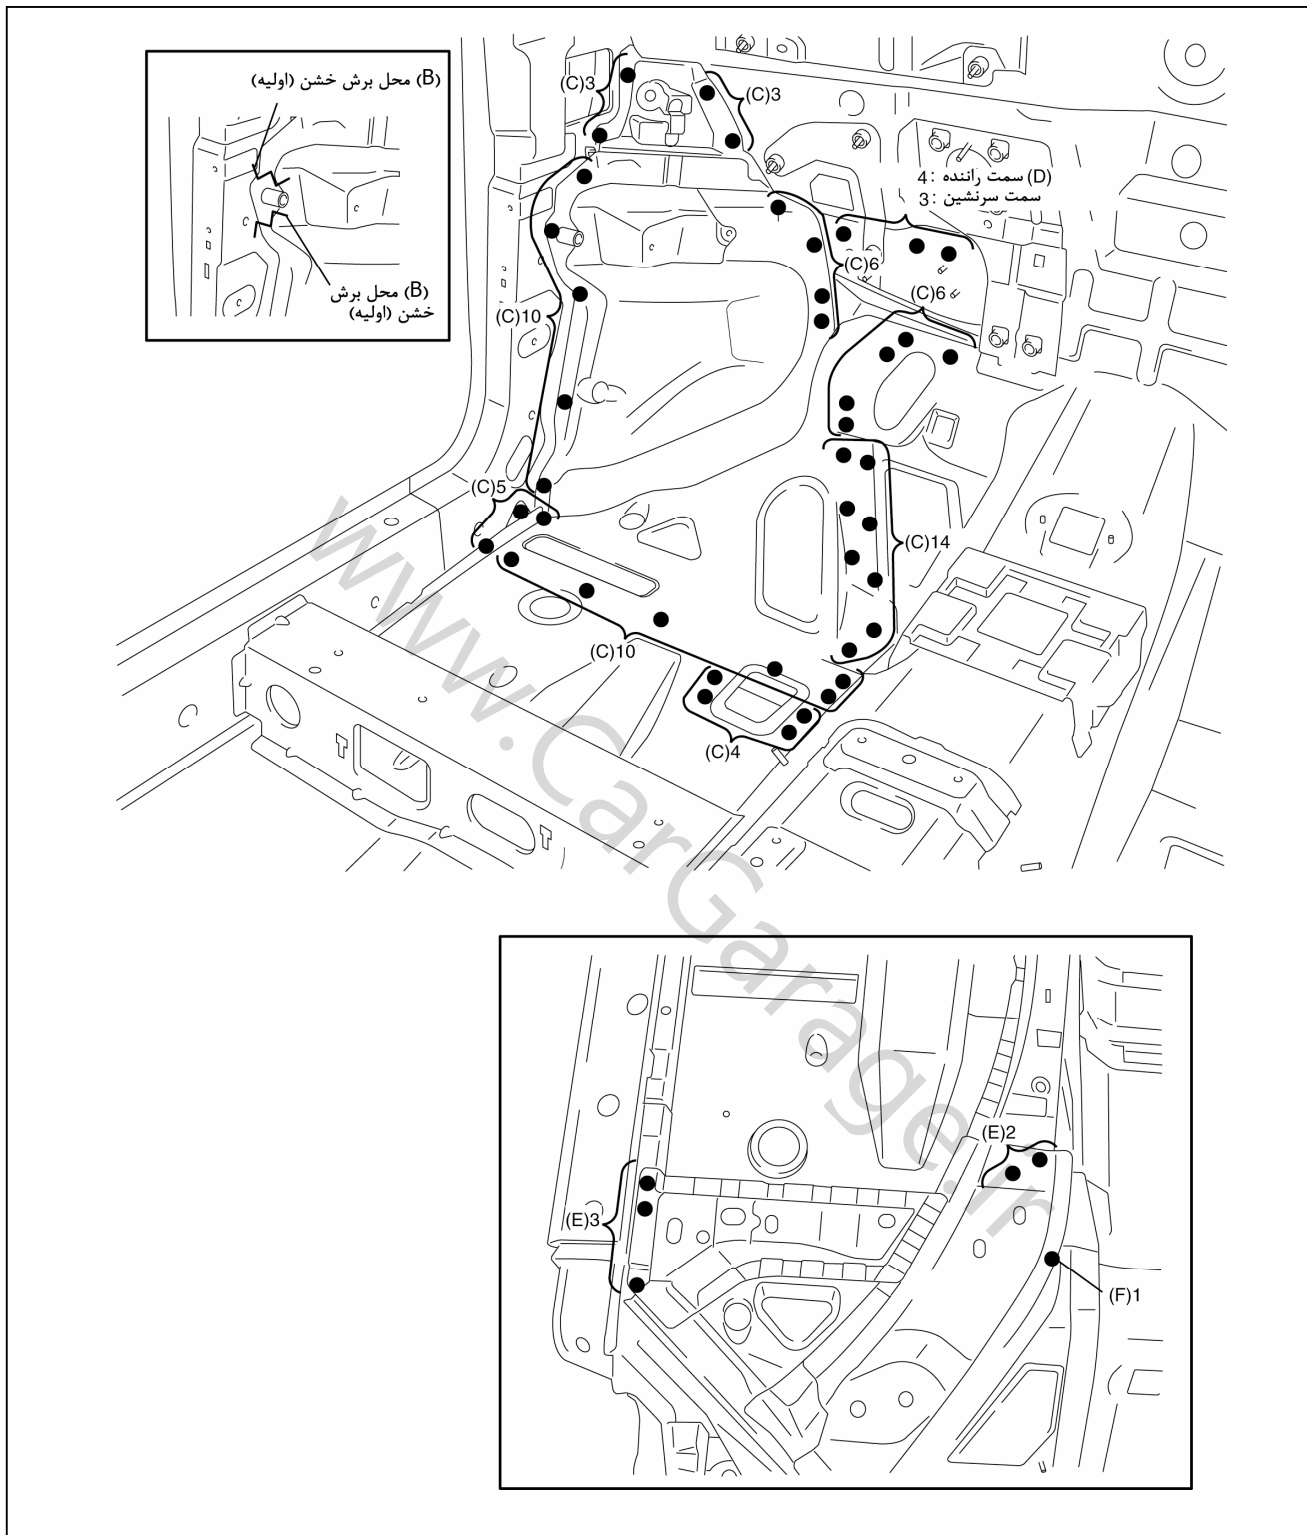 (B) محل برش خشن (اولیه)
(B) محل برش
خشن (اولیه)
(C)3
(C)3
(D) سمت راننده : 4
سمت سرنشین : 3
(C)6
(C)6
(C)10
(C)5
(C)14
(C)10
(C)4
www.CarGarage.ir
(E)2
(E)3
(F)1